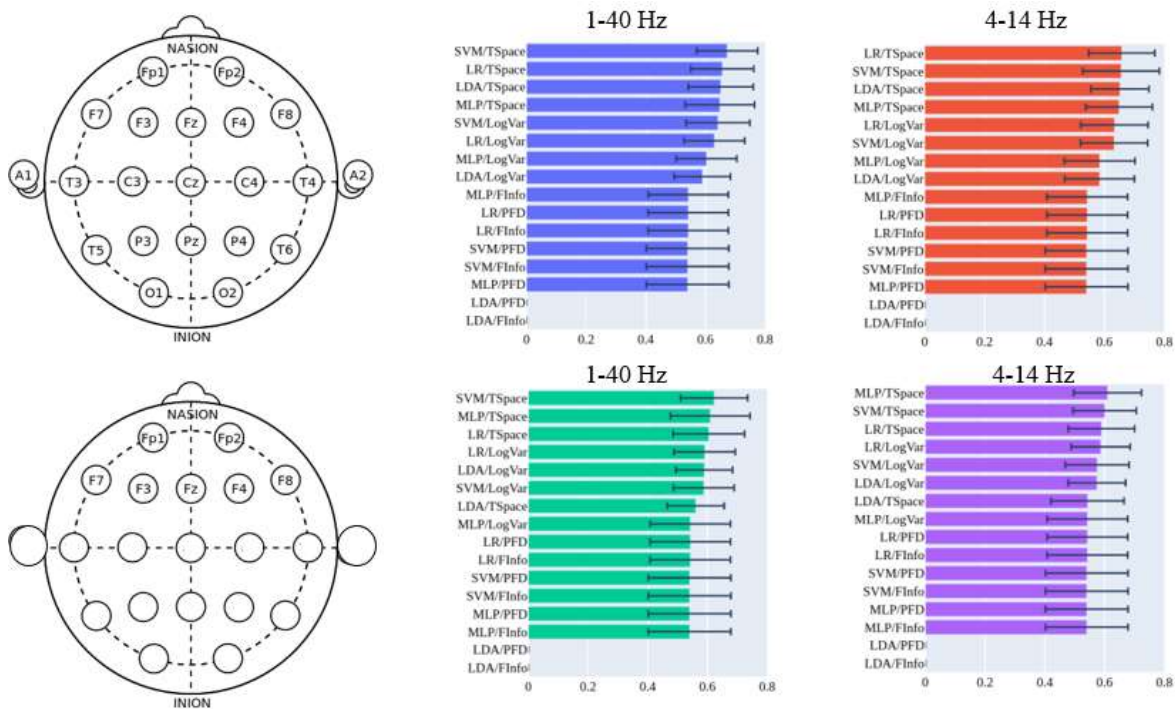 NASION
Fp1 Fp2
F7 F3 Fz F4 F8
A1 T3 C3 Cz C4 T4 A2
T5 P3 Pz P4 T6
O1 O2
INION
1-40 Hz
SVM/TSpace
LR/TSpace
LDA/TSpace
MLP/TSpace
SVM/LogVar
LR/LogVar
MLP/LogVar
LDA/LogVar
MLP/FInfo
LR/PFD
LR/FInfo
SVM/PFD
SVM/FInfo
MLP/PFD
LDA/PFD
LDA/FInfo
0 0.2 0.4 0.6 0.8
4-14 Hz
LR/TSpace
SVM/TSpace
LDA/TSpace
MLP/TSpace
LR/LogVar
SVM/LogVar
MLP/LogVar
LDA/LogVar
MLP/FInfo
LR/PFD
LR/FInfo
SVM/PFD
SVM/FInfo
MLP/PFD
LDA/PFD
LDA/FInfo
0 0.2 0.4 0.6 0.8
NASION
Fp1 Fp2
F7 F3 Fz F4 F8
INION
1-40 Hz
SVM/TSpace
MLP/TSpace
LR/TSpace
LR/LogVar
LDA/LogVar
SVM/LogVar
LDA/TSpace
MLP/LogVar
LR/PFD
LR/FInfo
SVM/PFD
SVM/FInfo
MLP/PFD
MLP/FInfo
LDA/PFD
LDA/FInfo
0 0.2 0.4 0.6 0.8
4-14 Hz
MLP/TSpace
SVM/TSpace
LR/TSpace
LR/LogVar
SVM/LogVar
LDA/LogVar
LDA/TSpace
MLP/LogVar
LR/PFD
LR/FInfo
SVM/PFD
SVM/FInfo
MLP/PFD
MLP/FInfo
LDA/PFD
LDA/FInfo
0 0.2 0.4 0.6 0.8